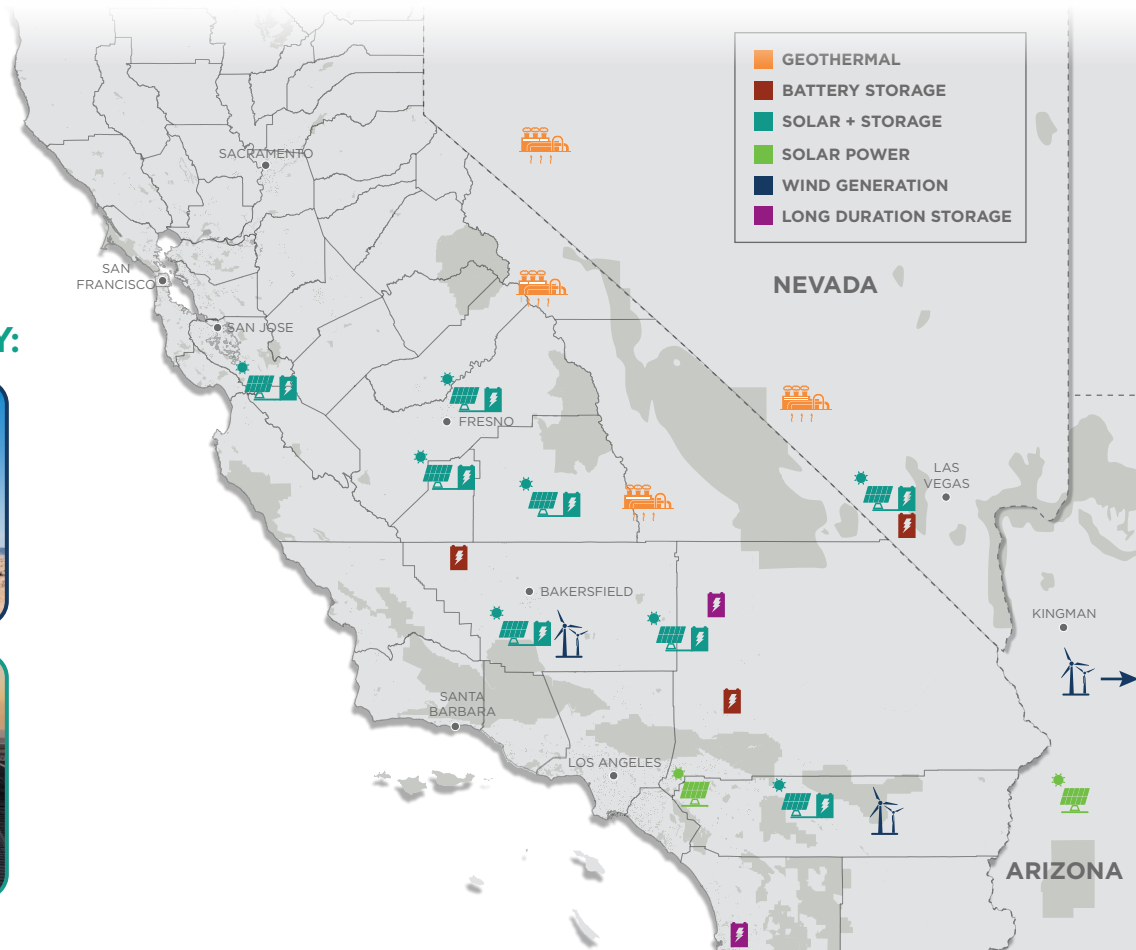 GEOTHERMAL
BATTERY STORAGE
SOLAR + STORAGE
SOLAR POWER
WIND GENERATION
LONG DURATION STORAGE
SACRAMENTO
SAN
FRANCISCO
NEVADA
SAN JOSE
Y:
FRESNO
LAS
VEGAS
BAKERSFIELD
KINGMAN
SANTA
BARBARA
LOS ANGELES
ARIZONA